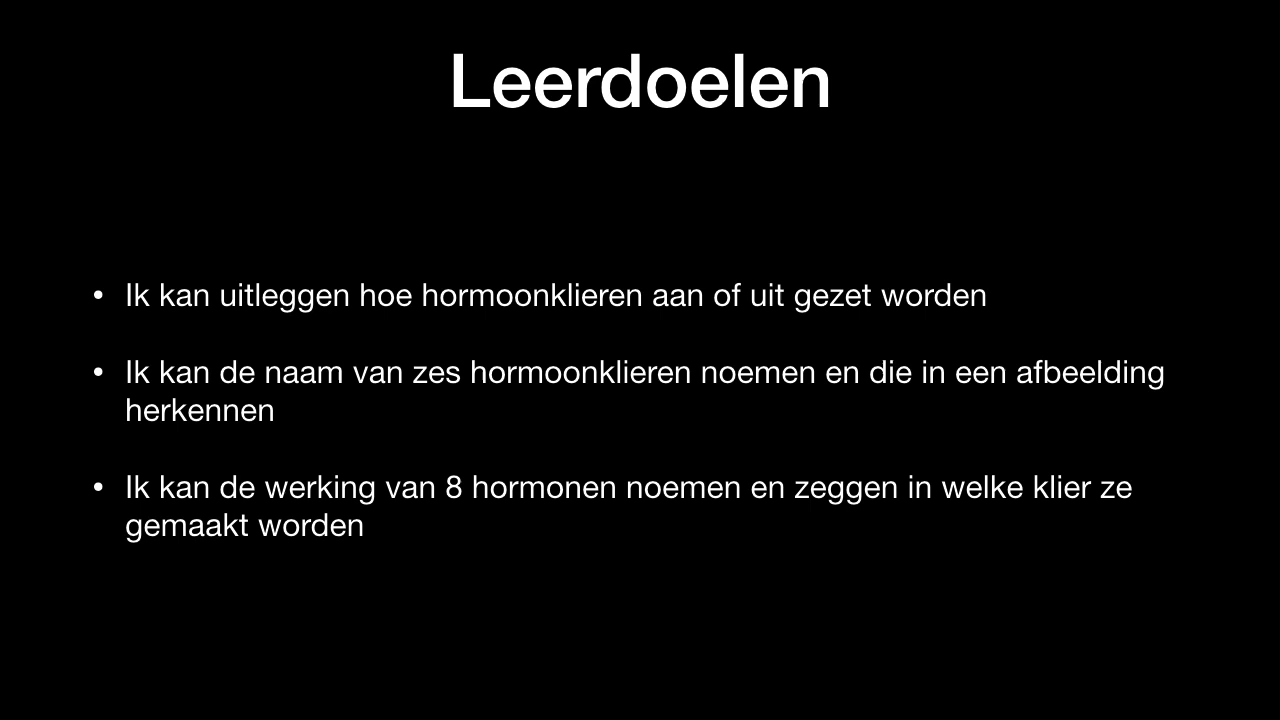 Leerdoelen
• Ik kan uitleggen hoe hormoonklieren aan of uit gezet worden
• Ik kan de naam van zes hormoonklieren noemen en die in een afbeelding
herkennen
• Ik kan de werking van 8 hormonen noemen en zeggen in welke klier ze
gemaakt worden